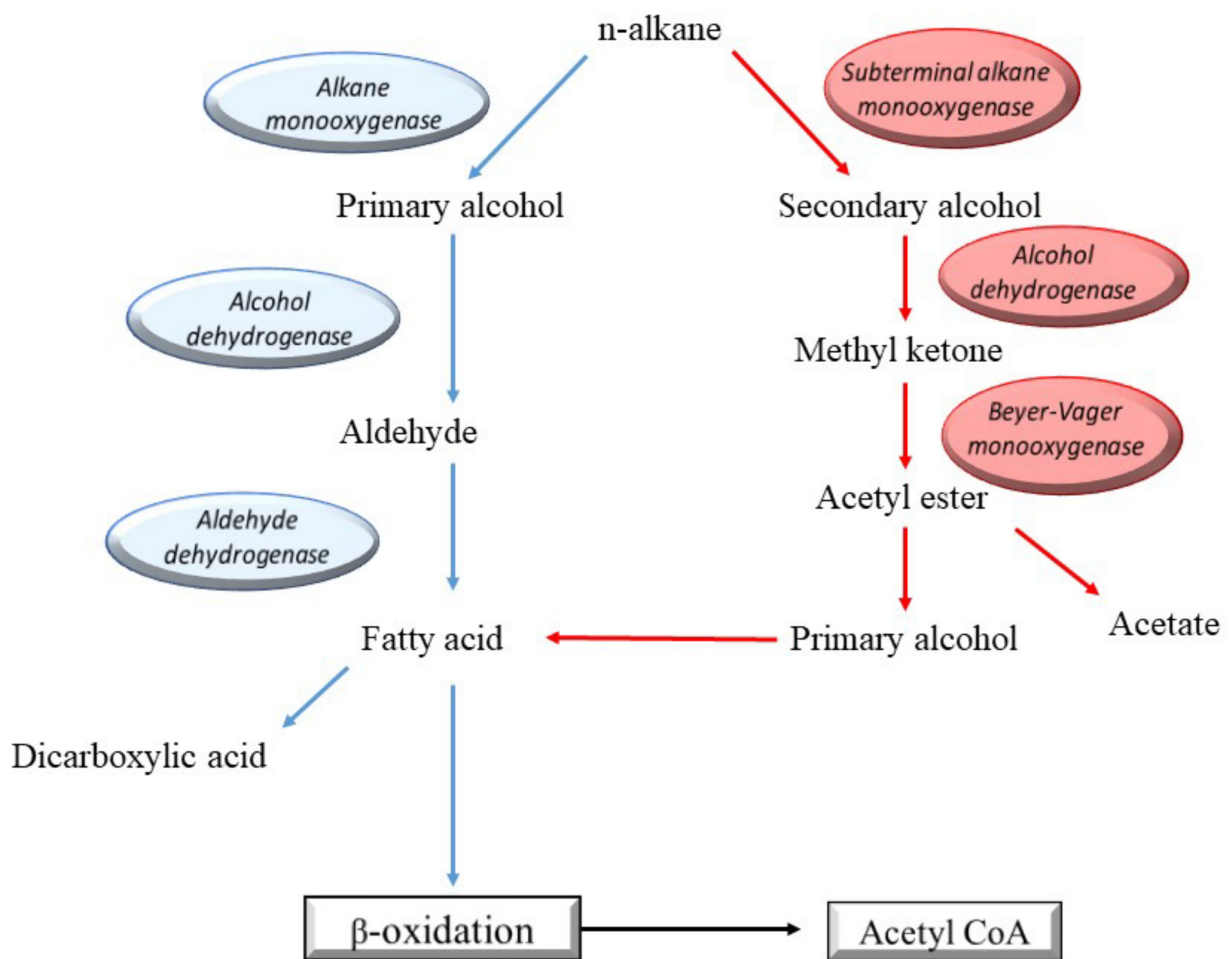 n-alkane
Alkane
monooxygenase
Subterminal alkane
monooxygenase
Primary alcohol
Secondary alcohol
Alcohol
dehydrogenase
Alcohol
dehydrogenase
Methyl ketone
Aldehyde
Beyer-Vager
monooxygenase
Acetyl ester
Aldehyde
dehydrogenase
Fatty acid
Primary alcohol
Acetate
Dicarboxylic acid
β-oxidation
Acetyl CoA